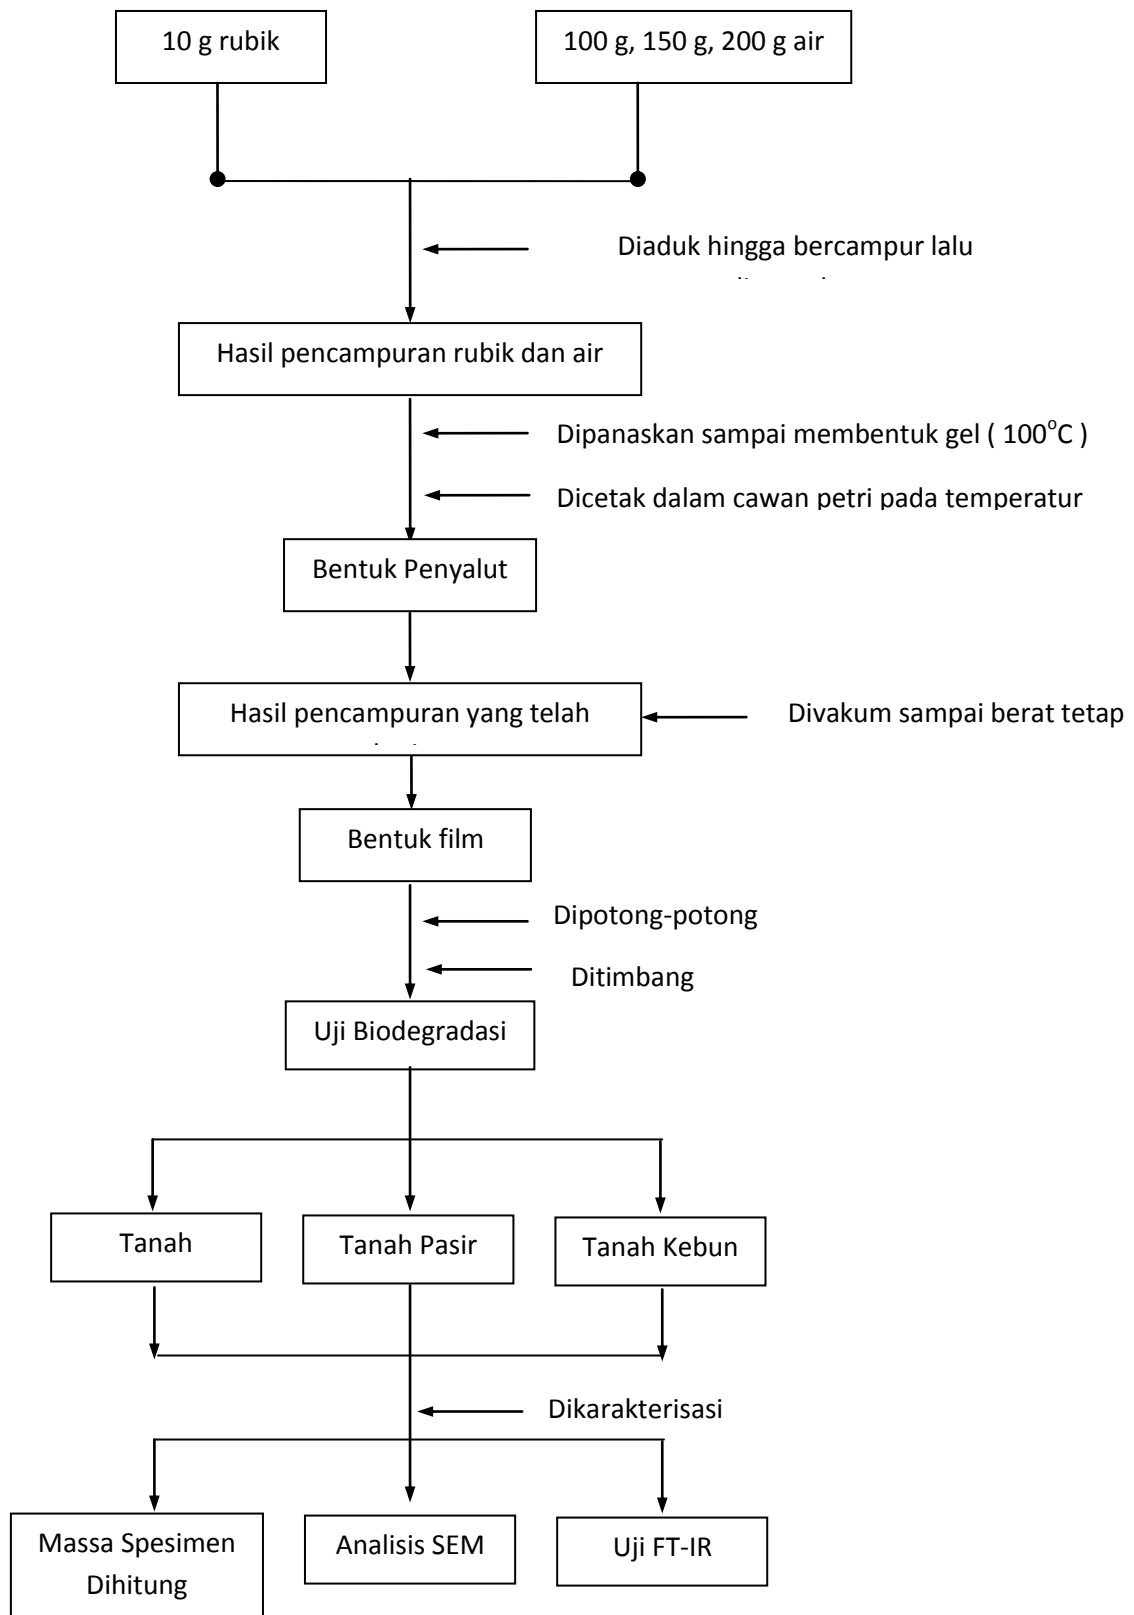 10 g rubik
100 g, 150 g, 200 g air
Diaduk hingga bercampur lalu
Hasil pencampuran rubik dan air
Dipanaskan sampai membentuk gel ( 100°C )
Dicetak dalam cawan petri pada temperatur
Bentuk Penyalut
Hasil pencampuran yang telah
Divakum sampai berat tetap
Bentuk film
Dipotong-potong
Ditimbang
Uji Biodegradasi
Tanah
Tanah Pasir
Tanah Kebun
Dikarakterisasi
Massa Spesimen
Dihitung
Analisis SEM
Uji FT-IR